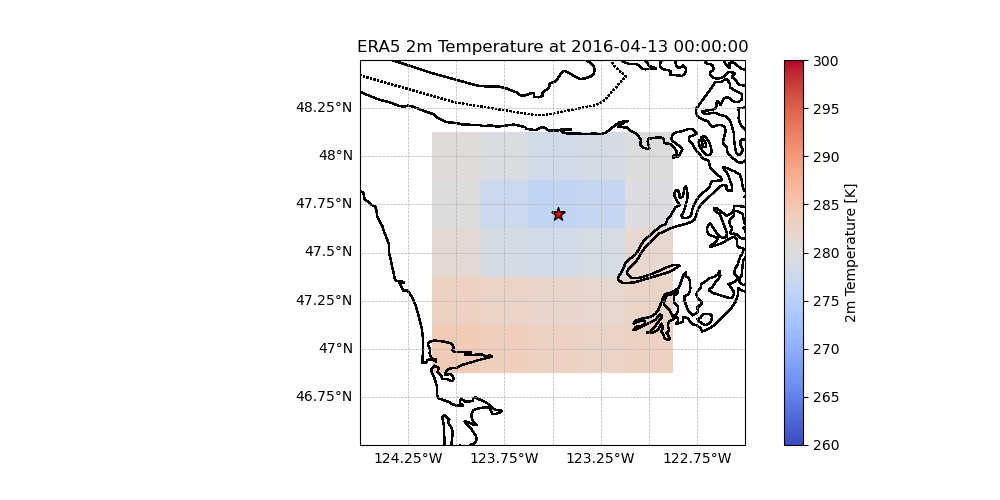 ERA5 2m Temperature at 2016-04-13 00:00:00
48.25°N
48°N
47.75°N
47.5°N
47.25°N
47°N
46.75°N
124.25°W 123.75°W 123.25°W 122.75°W
300
295
290
285
280
275
270
265
260
2m Temperature [K]